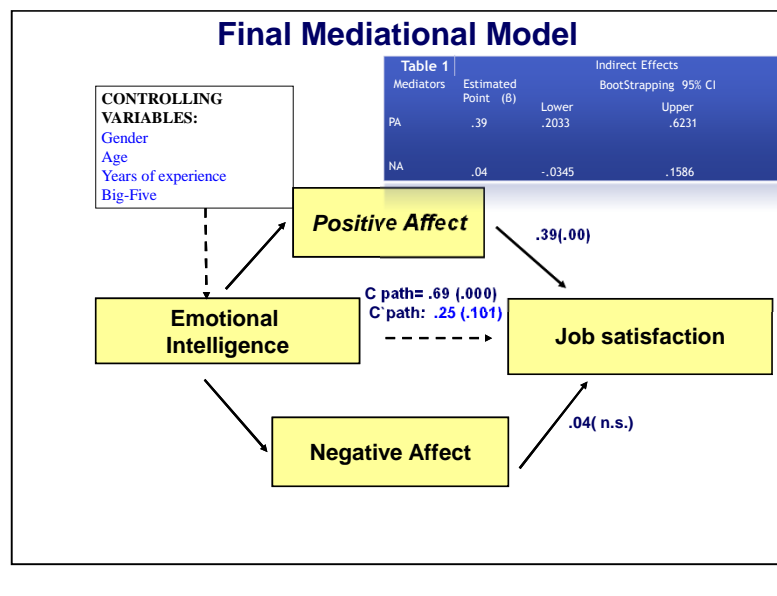 Final Mediational Model
Table 1 Indirect Effects
Mediators Estimated Point (ß) BootStrapping 95% CI
Lower Upper
PA .39 .2033 .6231
NA .04 -.0345 .1586
CONTROLLING
VARIABLES:
Gender
Age
Years of experience
Big-Five
Positive Affect
.39(.00)
C path= .69 (.000)
C`path: .25 (.101)
Emotional
Intelligence
Job satisfaction
.04( n.s.)
Negative Affect